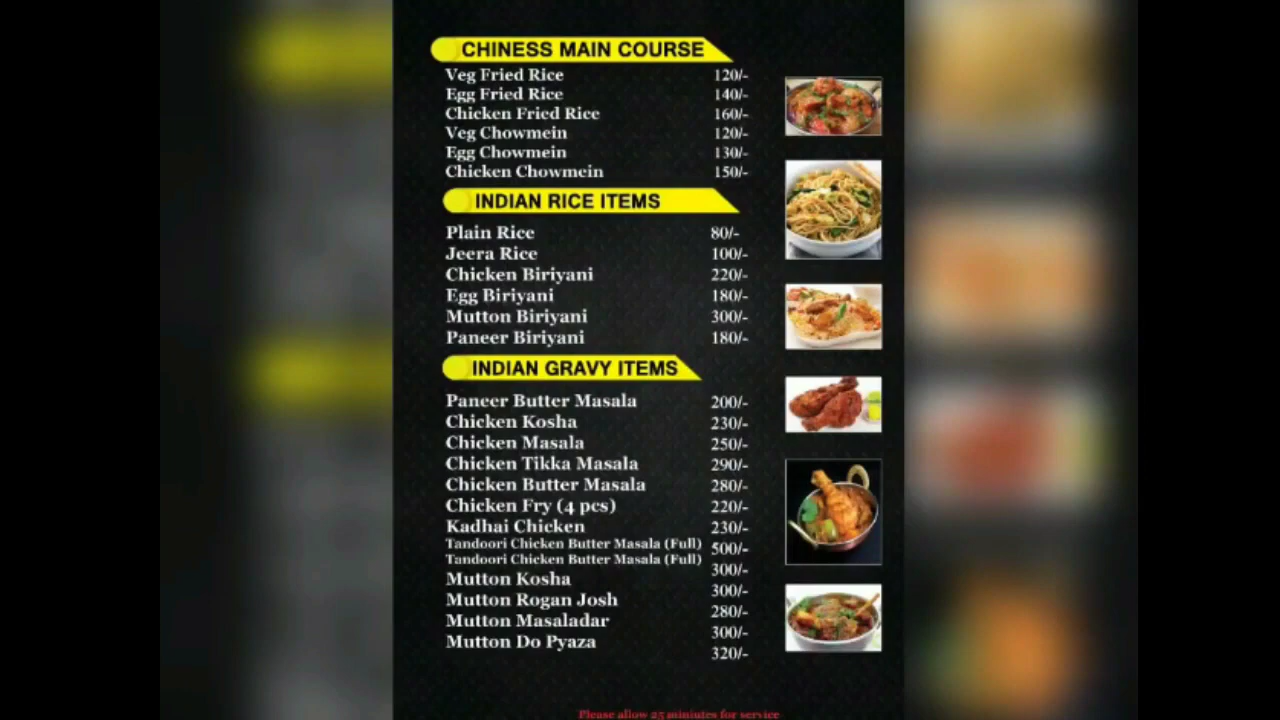 CHINESS MAIN COURSE
Veg Fried Rice 120/-
Egg Fried Rice 140/-
Chicken Fried Rice 160/-
Veg Chowmein 120/-
Egg Chowmein 130/-
Chicken Chowmein 150/-
INDIAN RICE ITEMS
Plain Rice 80/-
Jeera Rice 100/-
Chicken Biriyani 220/-
Egg Biriyani 180/-
Mutton Biriyani 300/-
Paneer Biriyani 180/-
INDIAN GRAVY ITEMS
Paneer Butter Masala 200/-
Chicken Kosha 230/-
Chicken Masala 250/-
Chicken Tikka Masala 290/-
Chicken Butter Masala 280/-
Chicken Fry (4 pcs) 220/-
Kadhai Chicken 230/-
Tandoori Chicken Butter Masala (Full) 500/-
Tandoori Chicken Butter Masala (Full) 300/-
Mutton Kosha 300/-
Mutton Rogan Josh 280/-
Mutton Masaladar 300/-
Mutton Do Pyaza 320/-
Please allow 25 miniutes for service